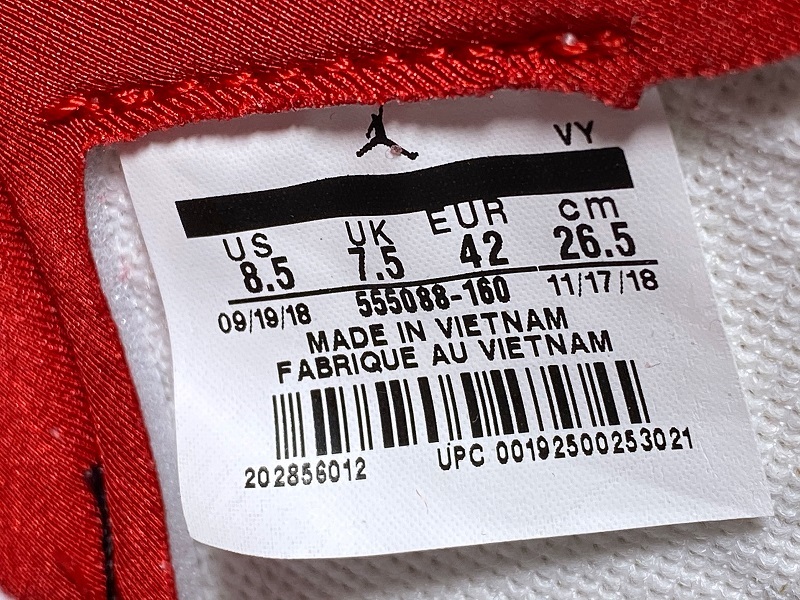 VY
US UK EUR cm
8.5 7.5 42 26.5
09/19/18 555088-160 11/17/18
MADE IN VIETNAM
FABRIQUE AU VIETNAM
202856012 UPC 00192500253021